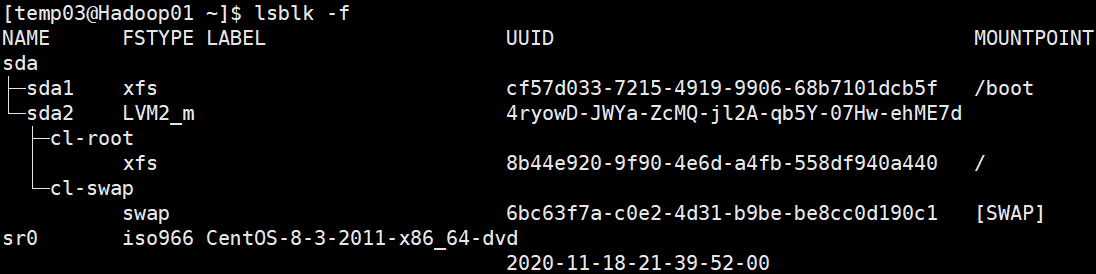 [temp03@Hadoop01 ~]$ lsblk -f
NAME      FSTYPE LABEL                    UUID                                   MOUNTPOINT
sda
├─sda1    xfs                             cf57d033-7215-4919-9906-68b7101dcb5f   /boot
└─sda2    LVM2_m                          4ryowD-JWYa-ZcMQ-jl2A-qb5Y-07Hw-ehME7d
  ├─cl-root
          xfs                             8b44e920-9f90-4e6d-a4fb-558df940a440   /
  └─cl-swap
          swap                            6bc63f7a-c0e2-4d31-b9be-be8cc0d190c1   [SWAP]
sr0       iso966 CentOS-8-3-2011-x86_64-dvd
                                          2020-11-18-21-39-52-00